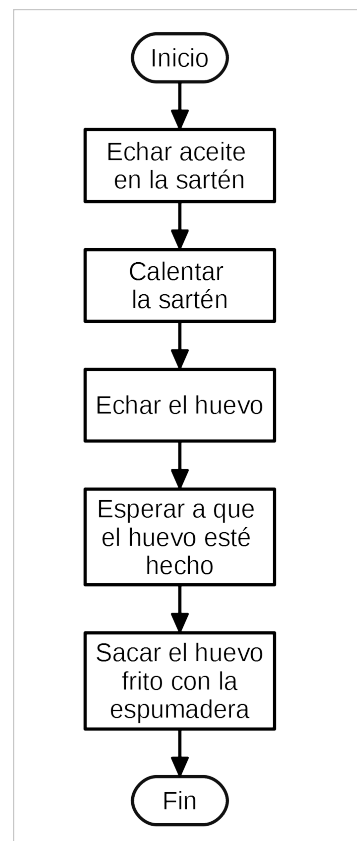 Inicio
Echar aceite
en la sartén
Calentar
la sartén
Echar el huevo
Esperar a que
el huevo esté
hecho
Sacar el huevo
frito con la
espumadera
Fin